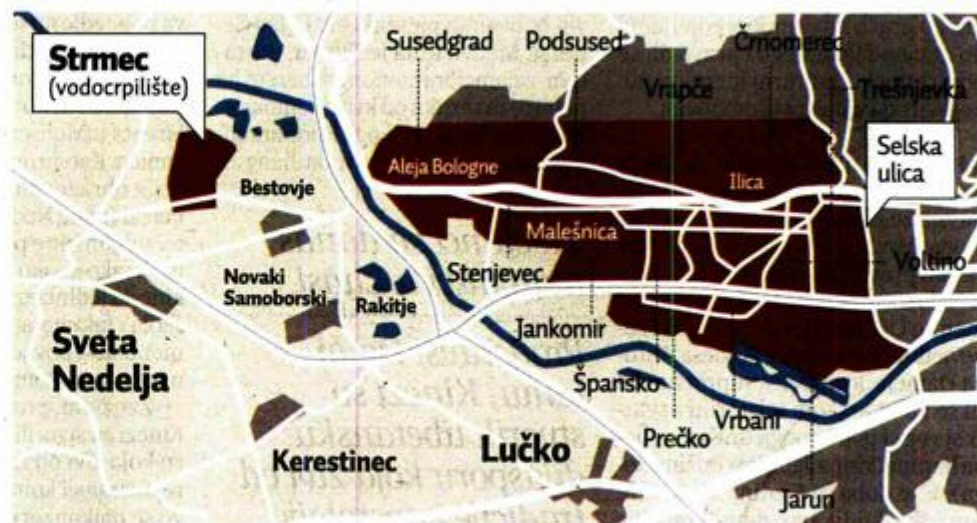 Strmec
(vodocrpilište)
Susedgrad
Podsused
Črnomerec
Vrapče
Trešnjevka
Selska
ulica
Aleja Bologne
Ilica
Bestovje
Malešnica
Stenjevec
Voltino
Novaki
Samoborski
Rakitje
Jankomir
Sveta
Nedelja
Špansko
Vrbani
Prečko
Kerestinec
Lučko
Jarun